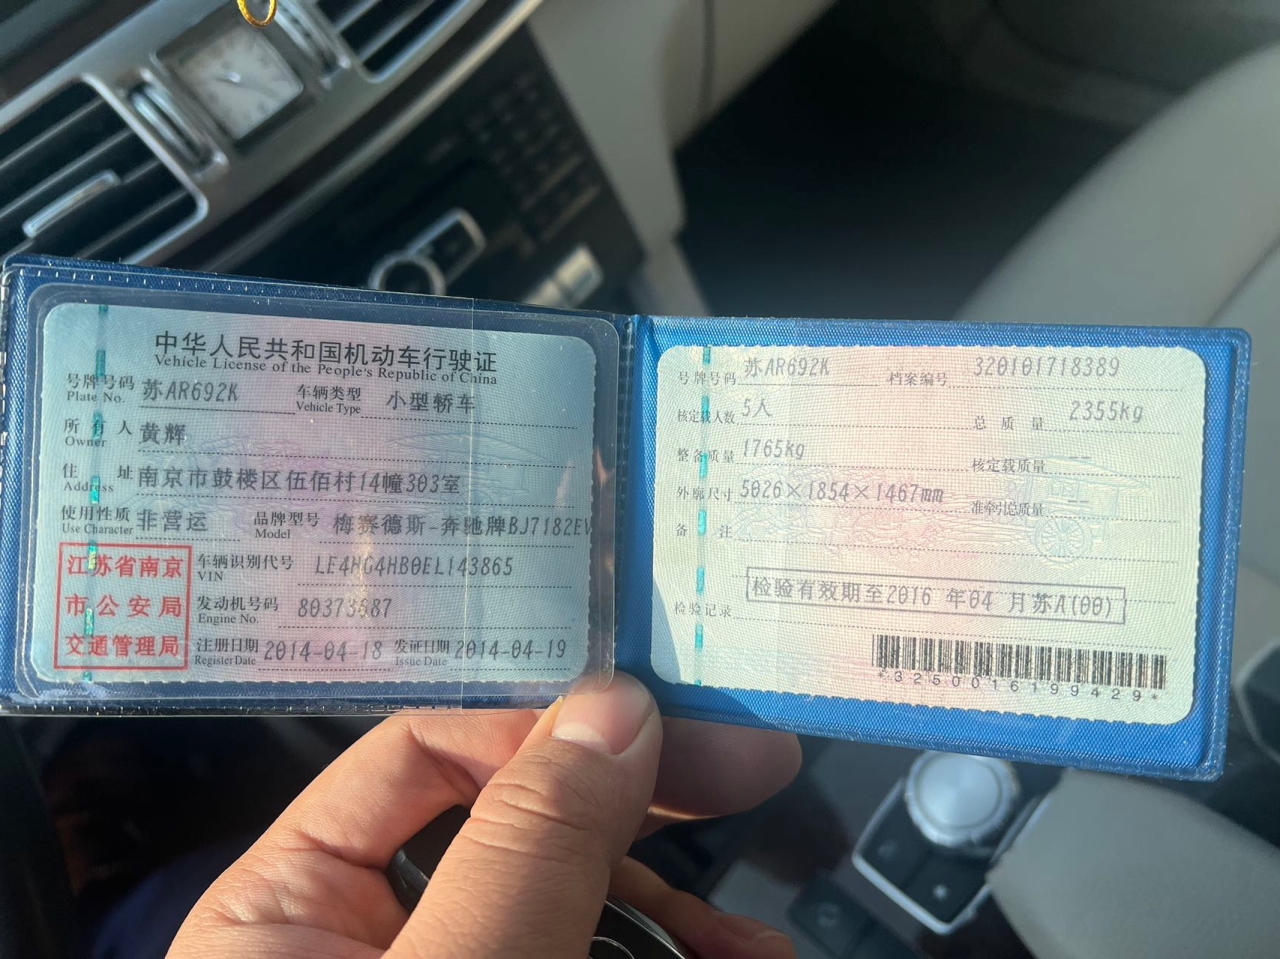 中华人民共和国机动车行驶证
Vehicle License of the People's Republic of China
号牌号码 苏AR692K 车辆类型 小型轿车
Plate No. Vehicle Type
所有人 黄辉
Owner
住址 南京市鼓楼区伍佰村14幢303室
Address
使用性质 非营运 品牌型号 梅赛德斯-奔驰牌BJ7182EV
Use Character Model
江苏省南京
市公安局
交通管理局
车辆识别代号 LE4HG4HB0EL143865
VIN
发动机号码 80373587
Engine No.
注册日期 2014-04-18 发证日期 2014-04-19
Register Date Issue Date
号牌号码 苏AR692K 档案编号 320101718389
核定载人数 5人 总质量 2355kg
整备质量 1765kg 核定载质量 --
外廓尺寸 5026×1854×1467mm 准牵引总质量 --
备注
检验记录 检验有效期至2016 年04 月苏A(00)
*3250016199429*